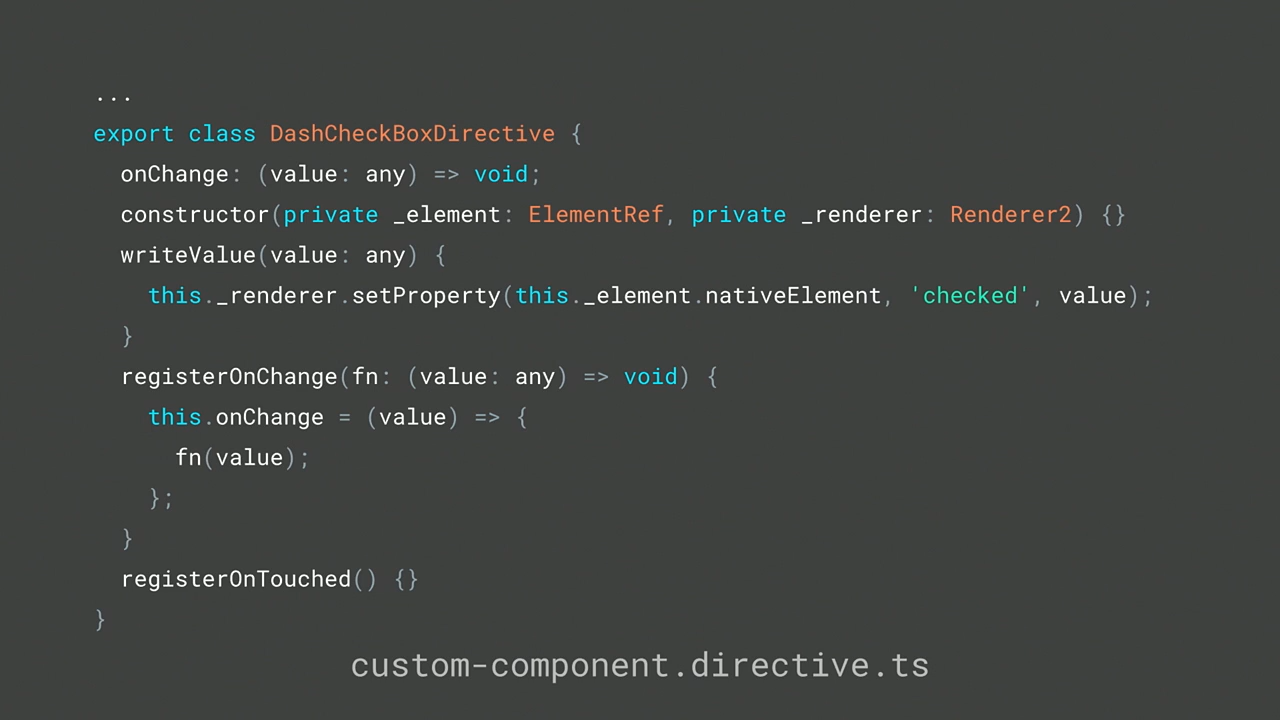 ...
export class DashCheckBoxDirective {
  onChange: (value: any) => void;
  constructor(private _element: ElementRef, private _renderer: Renderer2) {}
  writeValue(value: any) {
    this._renderer.setProperty(this._element.nativeElement, 'checked', value);
  }
  registerOnChange(fn: (value: any) => void) {
    this.onChange = (value) => {
      fn(value);
    };
  }
  registerOnTouched() {}
}
custom-component.directive.ts